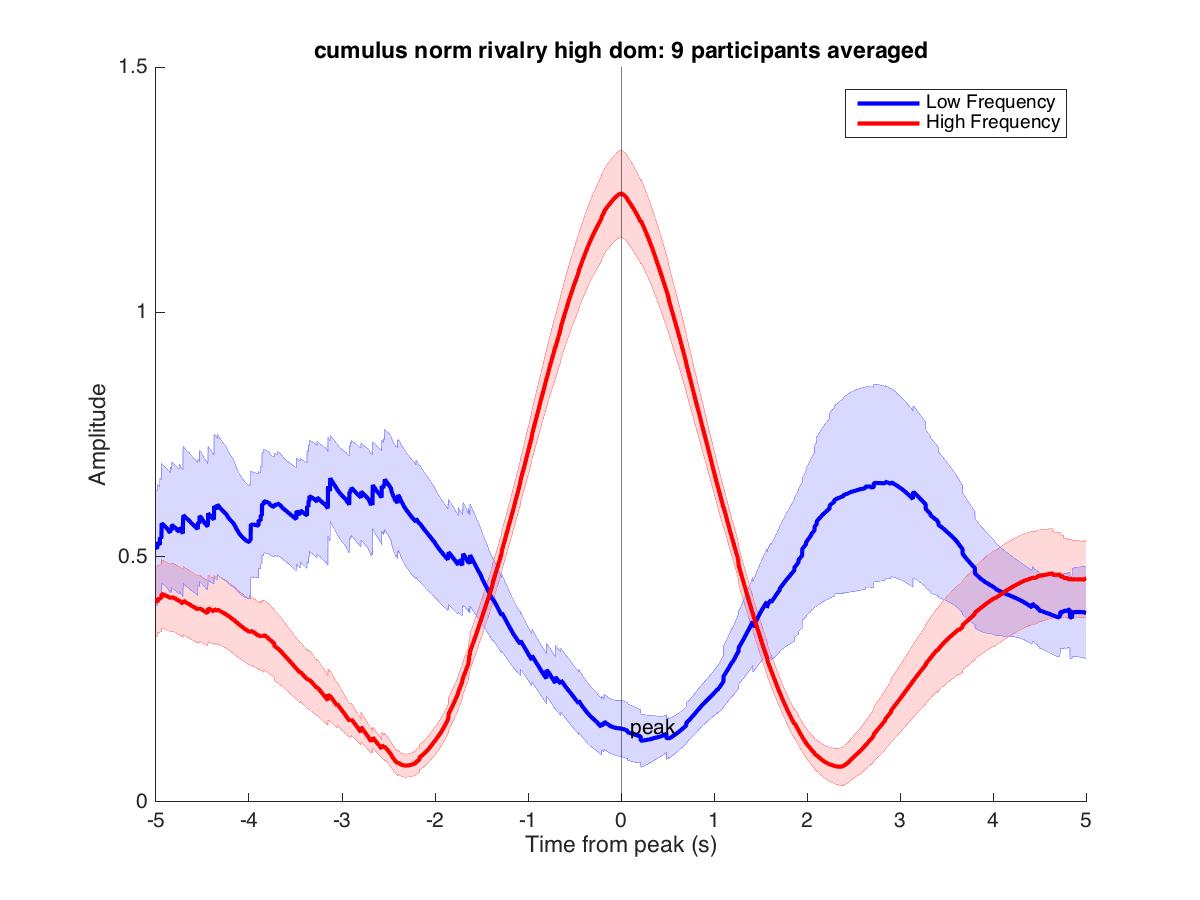 cumulus norm rivalry high dom: 9 participants averaged
1.5
Low Frequency
High Frequency
1
Amplitude
0.5
peak
0
-5 -4 -3 -2 -1 0 1 2 3 4 5
Time from peak (s)